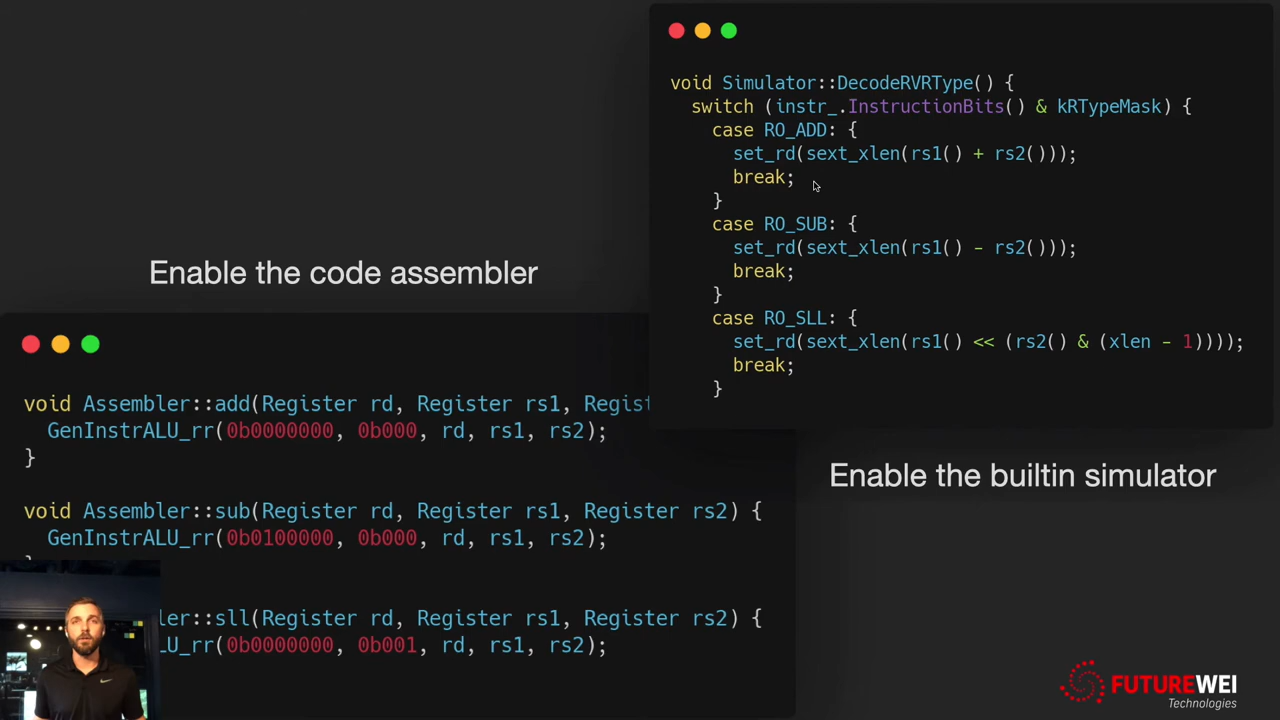 void Simulator::DecodeRVRType() {
switch (instr_.InstructionBits() & kRTypeMask) {
case RO_ADD: {
set_rd(sext_xlen(rs1() + rs2()));
break;
}
case RO_SUB: {
set_rd(sext_xlen(rs1() - rs2()));
break;
}
case RO_SLL: {
set_rd(sext_xlen(rs1() << (rs2() & (xlen - 1))));
break;
}
Enable the code assembler
void Assembler::add(Register rd, Register rs1, Regist
GenInstrALU_rr(0b0000000, 0b000, rd, rs1, rs2);
}
void Assembler::sub(Register rd, Register rs1, Register rs2) {
GenInstrALU_rr(0b0100000, 0b000, rd, rs1, rs2);
}
ler::sll(Register rd, Register rs1, Register rs2) {
LU_rr(0b0000000, 0b001, rd, rs1, rs2);
Enable the builtin simulator
FUTUREWEI
Technologies